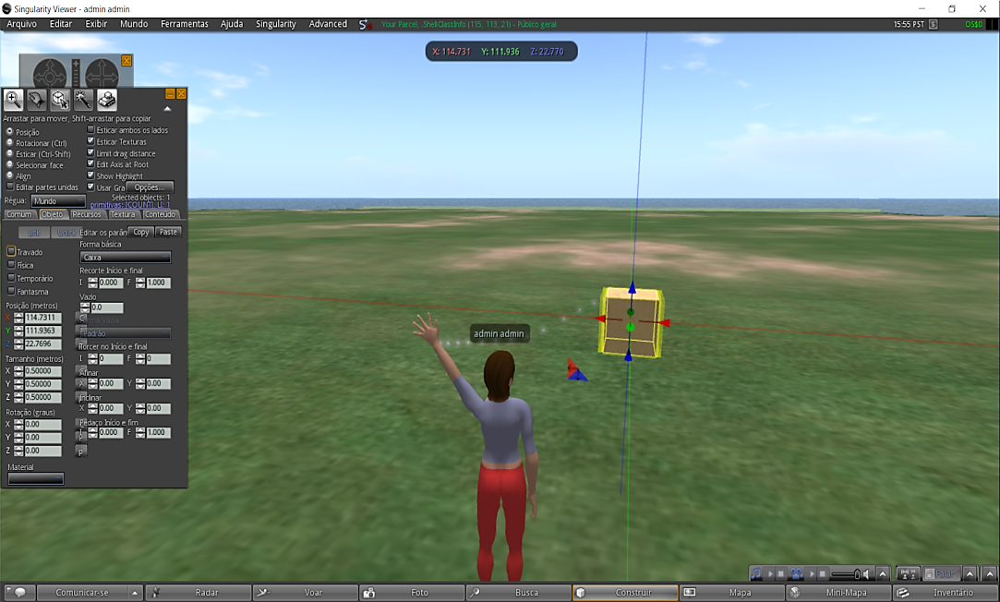 Singularity Viewer - admin admin
Arquivo Editar Exibir Mundo Ferramentas Ajuda Singularity Advanced Your Parcel, .ShellClassInfo (115, 113, 21) - Público geral 15:55 PST OS$0
X: 114.731 Y: 111.936 Z: 22.770
Arrastar para mover, Shift-arrastar para copiar
Posição
Esticar ambos os lados
Rotacionar (Ctrl)
Esticar Texturas
Esticar (Ctrl-Shift)
Limit drag distance
Selecionar face
Edit Axis at Root
Align
Show Highlight
Editar partes unidas
Usar Gra Opções...
Selected objects: 1
Régua: Mundo
primitivas: [COUNT], LI: 1
Comum Objeto Recursos Textura Conteúdo
Link Unlink Editar os parân Copy Paste
Forma básica
Travado
Caixa
Física
Recorte Início e final
Temporário
I 0.000 F 1.000
Fantasma
Vazio
Posição (metros)
0.0
X 114.7311
Y 111.9363
Padrão
Z 22.7696
Torcer no Início e final
Tamanho (metros)
I 0 F 0
X 0.50000
Afinar
Y 0.50000
X 0.00 Y 0.00
Z 0.50000
Inclinar
X 0.00 Y 0.00
Rotação (graus)
Pedaço Início e fim
X 0.00
I 0.000 F 1.000
Y 0.00
Z 0.00
p
Material
admin admin
Falar
Comunicar-se Radar Voar Foto Busca Construir Mapa Mini-Mapa Inventário